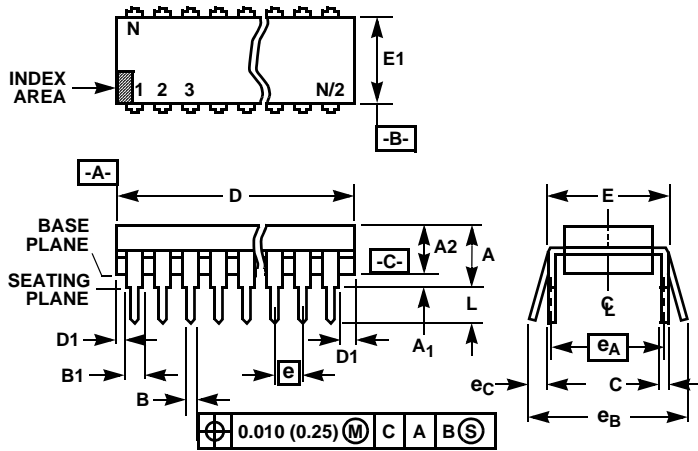 N
INDEX
AREA
1 2 3 N/2
E1
-B-
-A-
D
E
BASE
PLANE
A2
A
-C-
SEATING
PLANE
L
C̵L
D1
A1
D1
eA
B1
e
eC
C
B
eB
0.010 (0.25) Ⓜ C A B Ⓢ